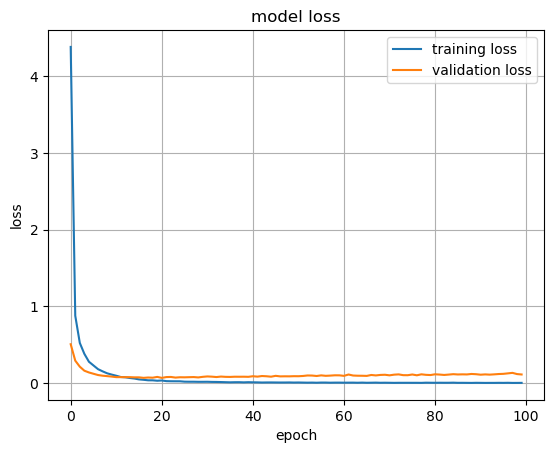 model loss
training loss
validation loss
4
3
2
1
0
loss
0 20 40 60 80 100
epoch